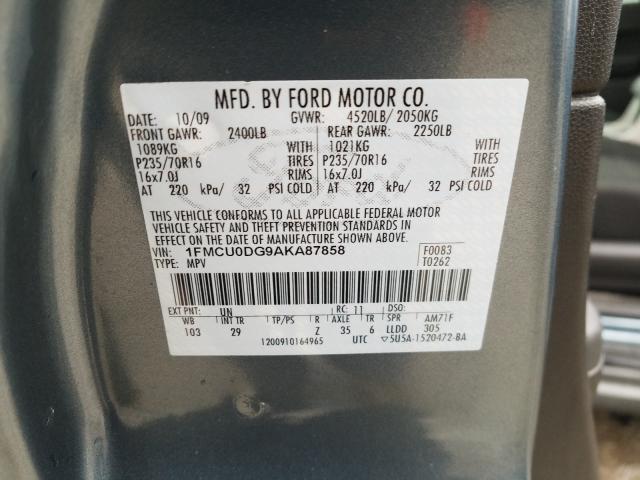 MFD. BY FORD MOTOR CO.
DATE: 10/09 GVWR: 4520LB/ 2050KG
FRONT GAWR: 2400LB REAR GAWR: 2250LB
1089KG WITH 1021KG WITH
P235/70R16 TIRES P235/70R16 TIRES
16x7.0J RIMS 16x7.0J RIMS
AT 220 kPa/ 32 PSI COLD AT 220 kPa/ 32 PSI COLD
THIS VEHICLE CONFORMS TO ALL APPLICABLE FEDERAL MOTOR
VEHICLE SAFETY AND THEFT PREVENTION STANDARDS IN
EFFECT ON THE DATE OF MANUFACTURE SHOWN ABOVE.
VIN: 1FMCU0DG9AKA87858 F0083
TYPE: MPV T0262
EXT PNT: UN RC: 11 DSO:
WB INT TR TP/PS R AXLE TR SPR AM71F
103 29 Z 35 6 LLDD 305
1200910164965 UTC ▽5U5A-1520472-BA